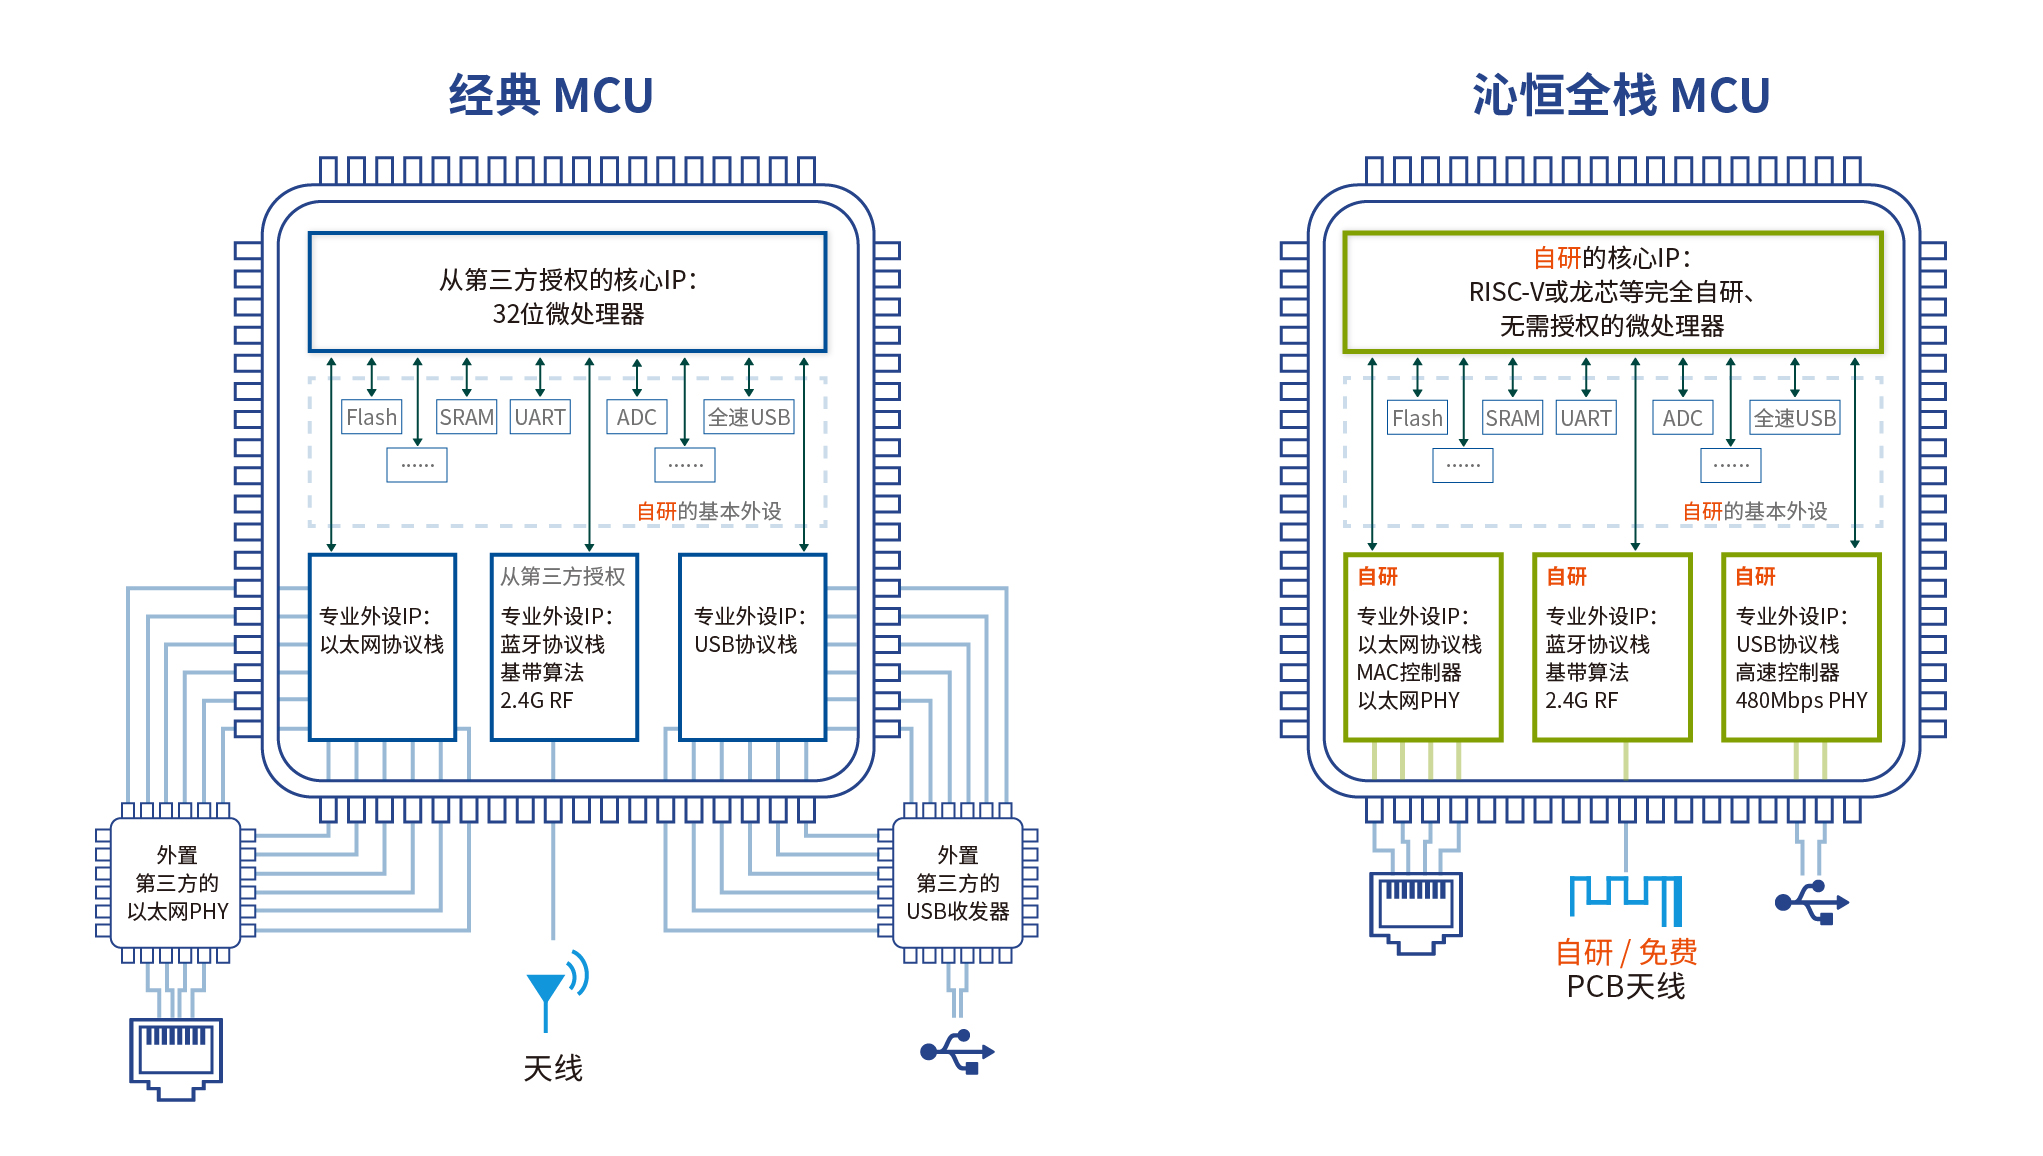 经典 MCU
从第三方授权的核心IP：
32位微处理器
Flash
SRAM
UART
ADC
全速USB
······
······
自研的基本外设
专业外设IP：
以太网协议栈
从第三方授权
专业外设IP：
蓝牙协议栈
基带算法
2.4G RF
专业外设IP：
USB协议栈
外置
第三方的
以太网PHY
外置
第三方的
USB收发器
天线
沁恒全栈 MCU
自研的核心IP：
RISC-V或龙芯等完全自研、
无需授权的微处理器
Flash
SRAM
UART
ADC
全速USB
······
······
自研的基本外设
自研
专业外设IP：
以太网协议栈
MAC控制器
以太网PHY
自研
专业外设IP：
蓝牙协议栈
基带算法
2.4G RF
自研
专业外设IP：
USB协议栈
高速控制器
480Mbps PHY
自研 / 免费
PCB天线